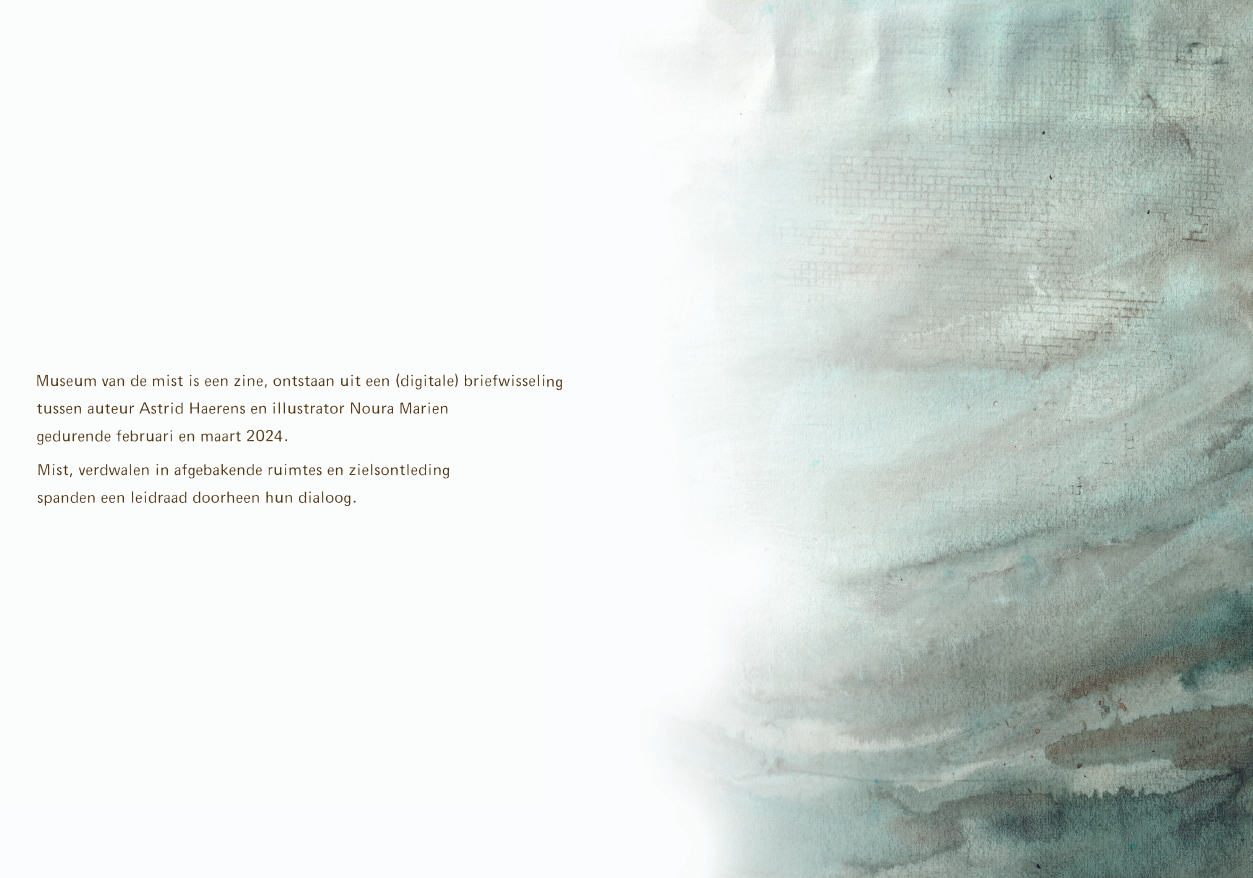 Museum van de mist is een zine, ontstaan uit een (digitale) briefwisseling
tussen auteur Astrid Haerens en illustrator Noura Marien
gedurende februari en maart 2024.
Mist, verdwalen in afgebakende ruimtes en zielsontleding
spanden een leidraad doorheen hun dialoog.